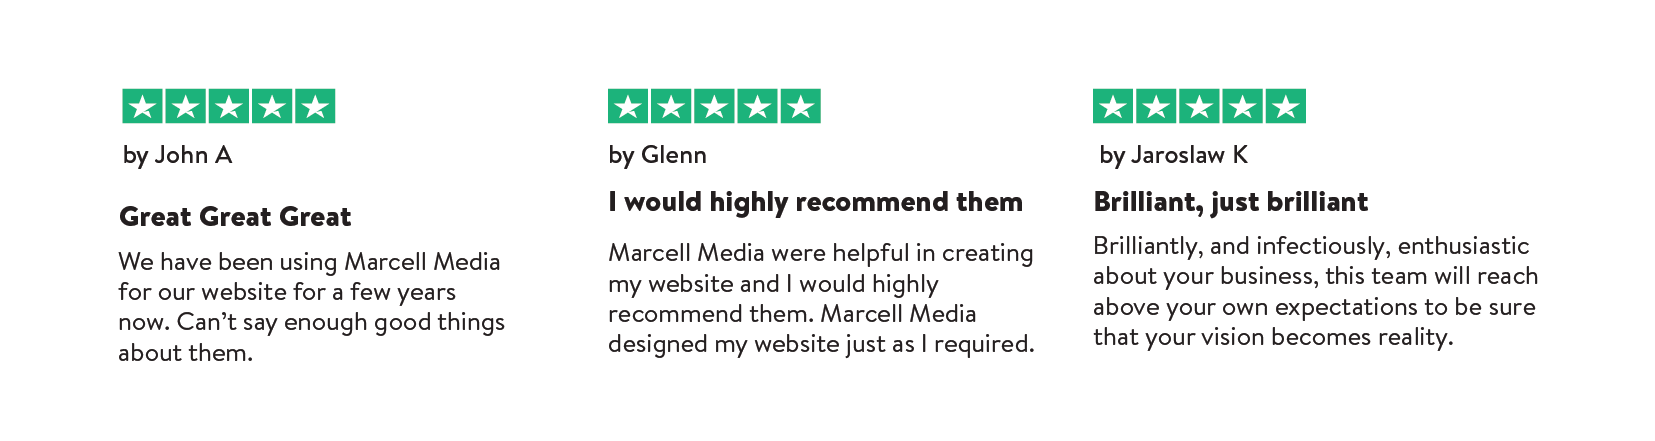 by John A
Great Great Great
We have been using Marcell Media
for our website for a few years
now. Can’t say enough good things
about them.
by Glenn
I would highly recommend them
Marcell Media were helpful in creating
my website and I would highly
recommend them. Marcell Media
designed my website just as I required.
by Jaroslaw K
Brilliant, just brilliant
Brilliantly, and infectiously, enthusiastic
about your business, this team will reach
above your own expectations to be sure
that your vision becomes reality.